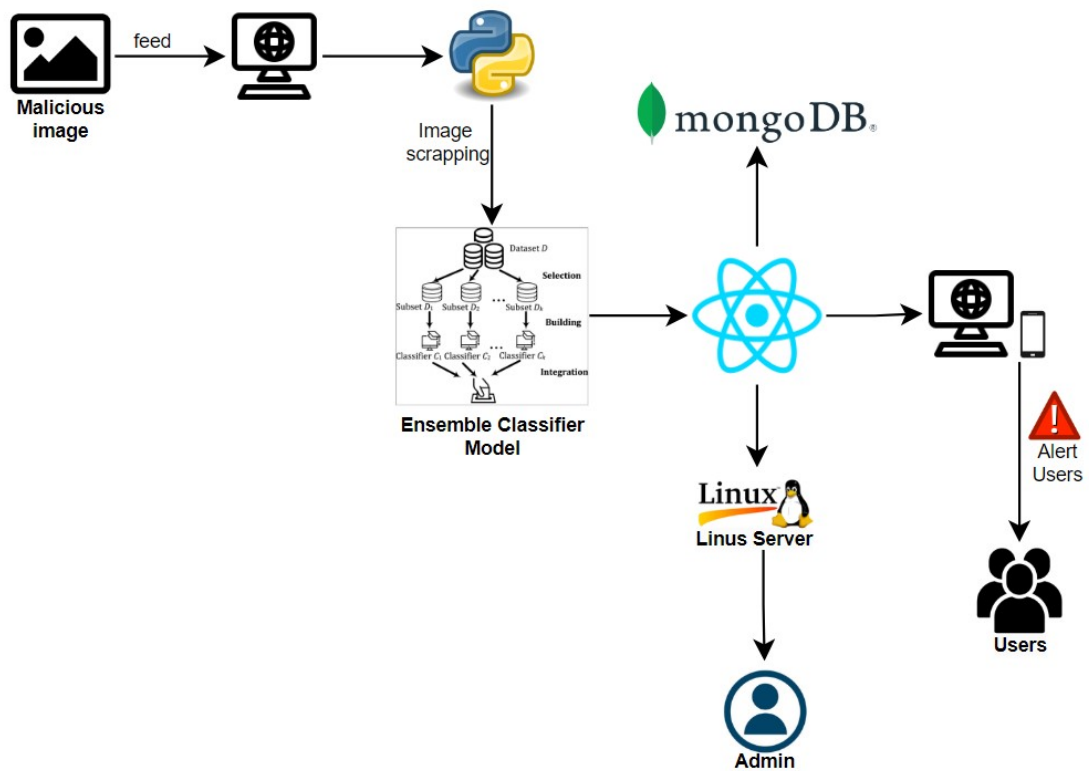 feed
Malicious
image
Image
scrapping
mongoDB®
Dataset D
Selection
Subset D₁ Subset D₂ ... Subset Dₖ
Building
Classifier C₁ Classifier C₂ ... Classifier Cₖ
Integration
Ensemble Classifier
Model
Linux
Linus Server
Alert
Users
Users
Admin